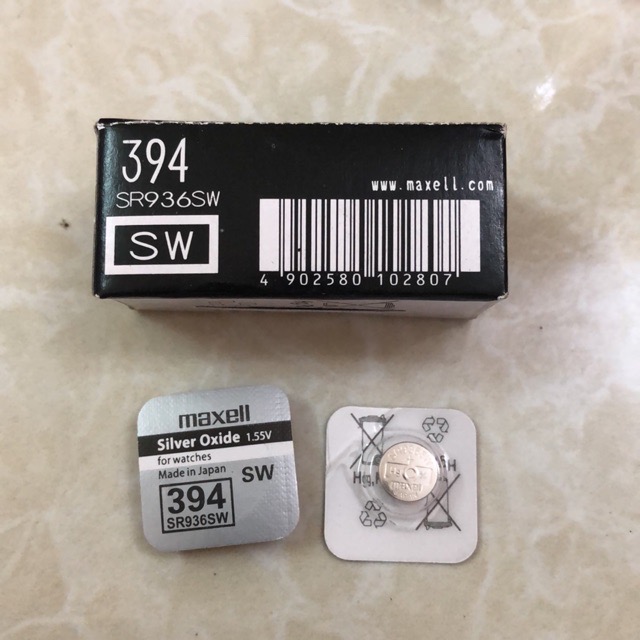 394
SR936SW
SW
www.maxell.com
4 902580 102807
maxell
Silver Oxide 1.55V
for watches
Made in Japan
SW
394
SR936SW